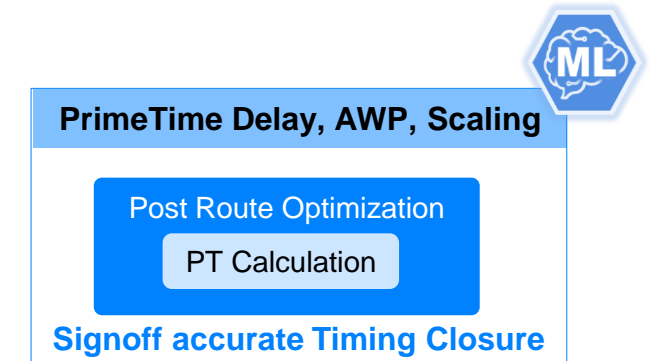 ML
PrimeTime Delay, AWP, Scaling
Post Route Optimization
PT Calculation
Signoff accurate Timing Closure